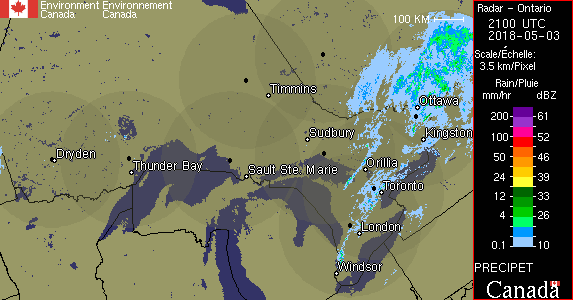 Environment Environnement
Canada Canada
100 KM
Timmins
Ottawa
Sudbury
Kingston
Dryden
Thunder Bay
Sault Ste. Marie
Orillia
Toronto
London
Windsor
Radar - Ontario
2100 UTC
2018-05-03
Scale/Échelle:
3.5 km/Pixel
Rain/Pluie
mm/hr dBZ
200 61
100 52
50 46
24 39
12 33
4 26
0.1 10
PRECIPET
Canada